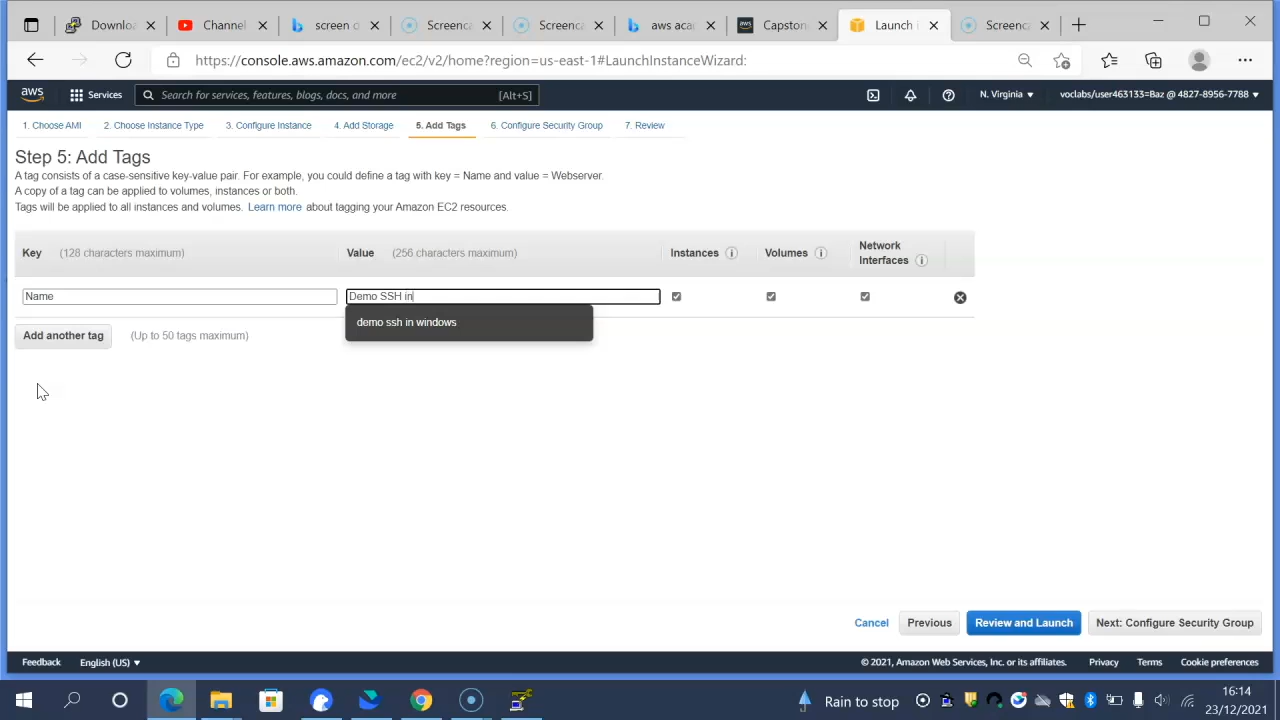 Downloa
Channel
screen d
Screenca
Screenca
aws aca
aws
Capston
Launch i
Screenca
https://console.aws.amazon.com/ec2/v2/home?region=us-east-1#LaunchInstanceWizard:
aws
Services
Search for services, features, blogs, docs, and more
[Alt+S]
N. Virginia
voclabs/user463133=Baz @ 4827-8956-7788
1. Choose AMI
2. Choose Instance Type
3. Configure Instance
4. Add Storage
5. Add Tags
6. Configure Security Group
7. Review
Step 5: Add Tags
A tag consists of a case-sensitive key-value pair. For example, you could define a tag with key = Name and value = Webserver.
A copy of a tag can be applied to volumes, instances or both.
Tags will be applied to all instances and volumes. Learn more about tagging your Amazon EC2 resources.
Key (128 characters maximum)
Value (256 characters maximum)
Instances
Volumes
Network
Interfaces
Name
Demo SSH in
demo ssh in windows
Add another tag
(Up to 50 tags maximum)
Cancel
Previous
Review and Launch
Next: Configure Security Group
Feedback
English (US)
© 2021, Amazon Web Services, Inc. or its affiliates.
Privacy
Terms
Cookie preferences
Rain to stop
16:14
23/12/2021